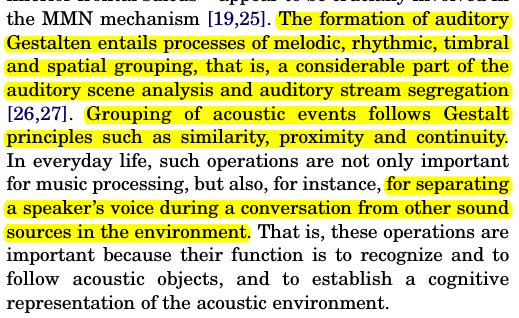 the MMN mechanism [19,25]. The formation of auditory
Gestalten entails processes of melodic, rhythmic, timbral
and spatial grouping, that is, a considerable part of the
auditory scene analysis and auditory stream segregation
[26,27]. Grouping of acoustic events follows Gestalt
principles such as similarity, proximity and continuity.
In everyday life, such operations are not only important
for music processing, but also, for instance, for separating
a speaker's voice during a conversation from other sound
sources in the environment. That is, these operations are
important because their function is to recognize and to
follow acoustic objects, and to establish a cognitive
representation of the acoustic environment.